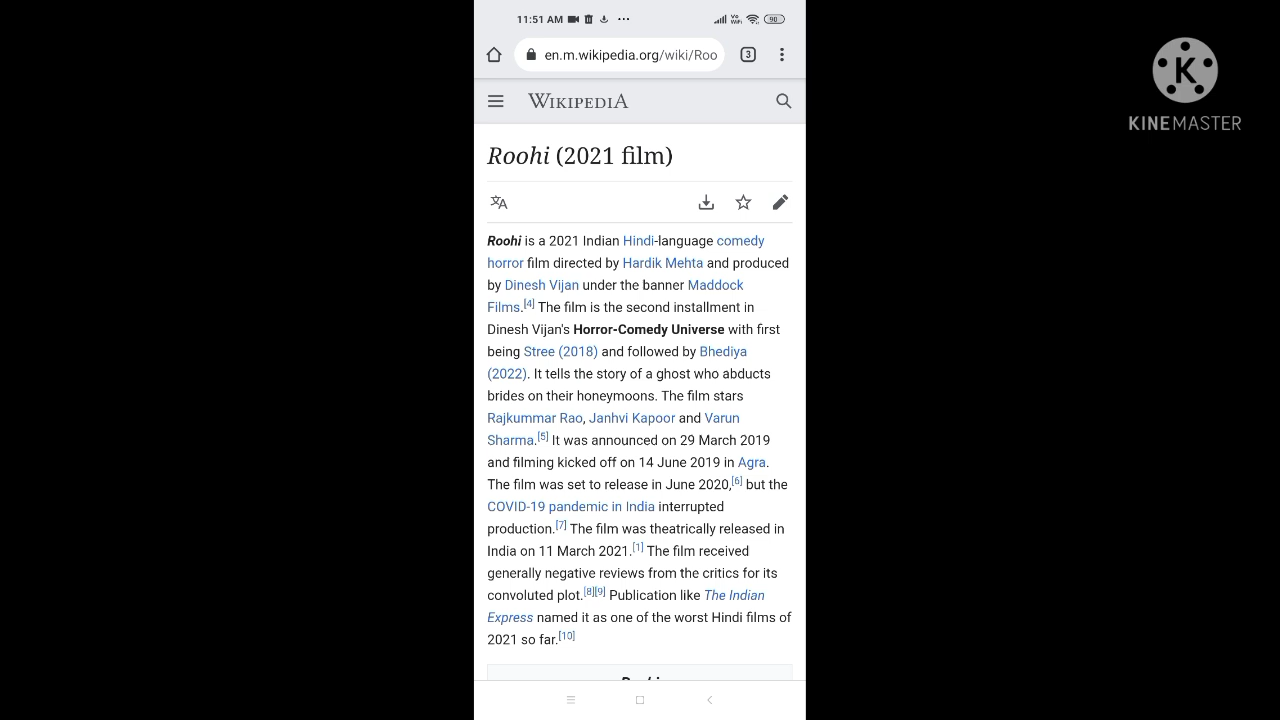 11:51 AM
Vo WiFi
90
en.m.wikipedia.org/wiki/Roo
3
WIKIPEDIA
KINEMASTER
Roohi (2021 film)
Roohi is a 2021 Indian Hindi-language comedy
horror film directed by Hardik Mehta and produced
by Dinesh Vijan under the banner Maddock
Films.[4] The film is the second installment in
Dinesh Vijan's Horror-Comedy Universe with first
being Stree (2018) and followed by Bhediya
(2022). It tells the story of a ghost who abducts
brides on their honeymoons. The film stars
Rajkummar Rao, Janhvi Kapoor and Varun
Sharma.[5] It was announced on 29 March 2019
and filming kicked off on 14 June 2019 in Agra.
The film was set to release in June 2020,[6] but the
COVID-19 pandemic in India interrupted
production.[7] The film was theatrically released in
India on 11 March 2021.[1] The film received
generally negative reviews from the critics for its
convoluted plot.[8][9] Publication like The Indian
Express named it as one of the worst Hindi films of
2021 so far.[10]